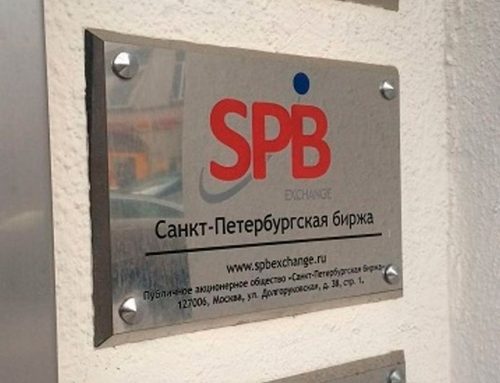 SPB
EXCHANGE
Санкт-Петербургская биржа
www.spbexchange.ru
Публичное акционерное общество «Санкт-Петербургская биржа»
127006, Москва, ул. Долгоруковская, д. 38, стр. 1.